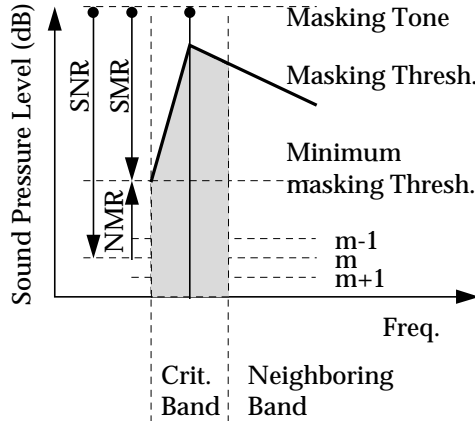 Sound Pressure Level (dB)
SNR
SMR
NMR
Masking Tone
Masking Thresh.
Minimum
masking Thresh.
m-1
m
m+1
Freq.
Crit.
Band
Neighboring
Band